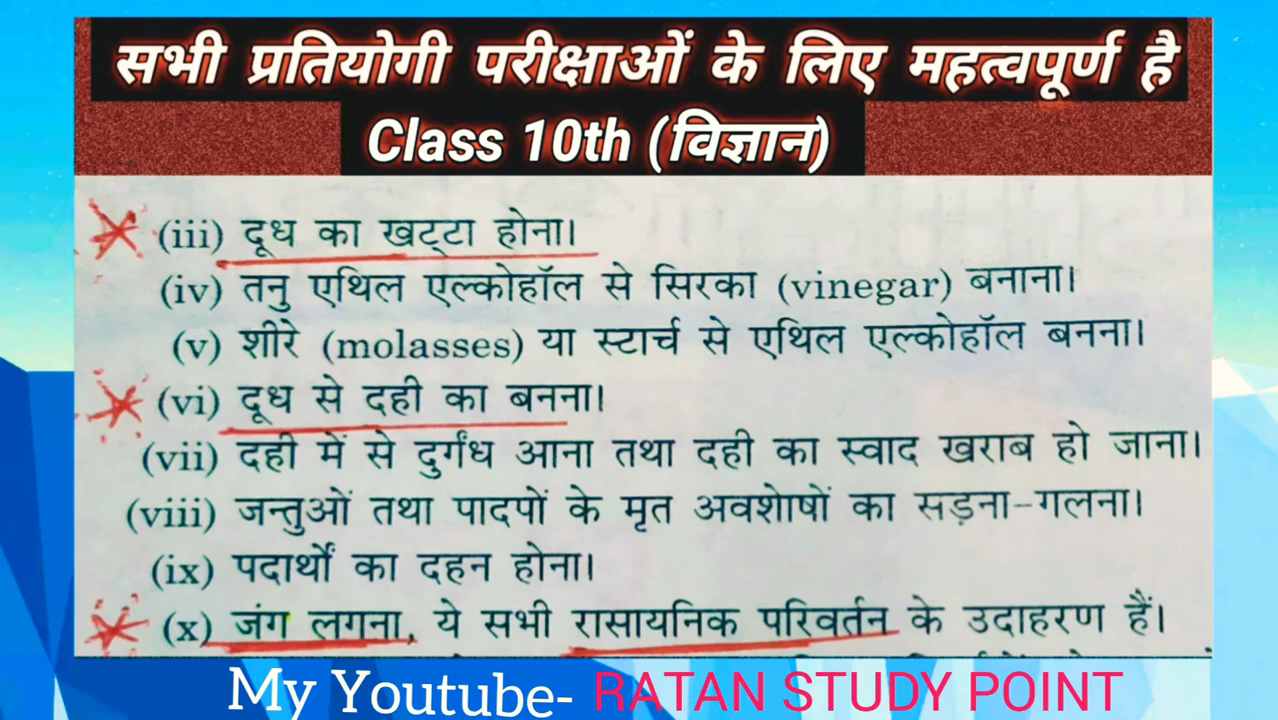 सभी प्रतियोगी परीक्षाओं के लिए महत्वपूर्ण है
Class 10th (विज्ञान)
(iii) दूध का खट्टा होना।
(iv) तनु एथिल एल्कोहॉल से सिरका (vinegar) बनाना।
(v) शीरे (molasses) या स्टार्च से एथिल एल्कोहॉल बनना।
(vi) दूध से दही का बनना।
(vii) दही में से दुर्गंध आना तथा दही का स्वाद खराब हो जाना।
(viii) जन्तुओं तथा पादपों के मृत अवशेाषों का सड़ना-गलना।
(ix) पदार्थों का दहन होना।
(x) जंग लगना, ये सभी रासायनिक परिवर्तन के उदाहरण हैं।
My Youtube- RATAN STUDY POINT